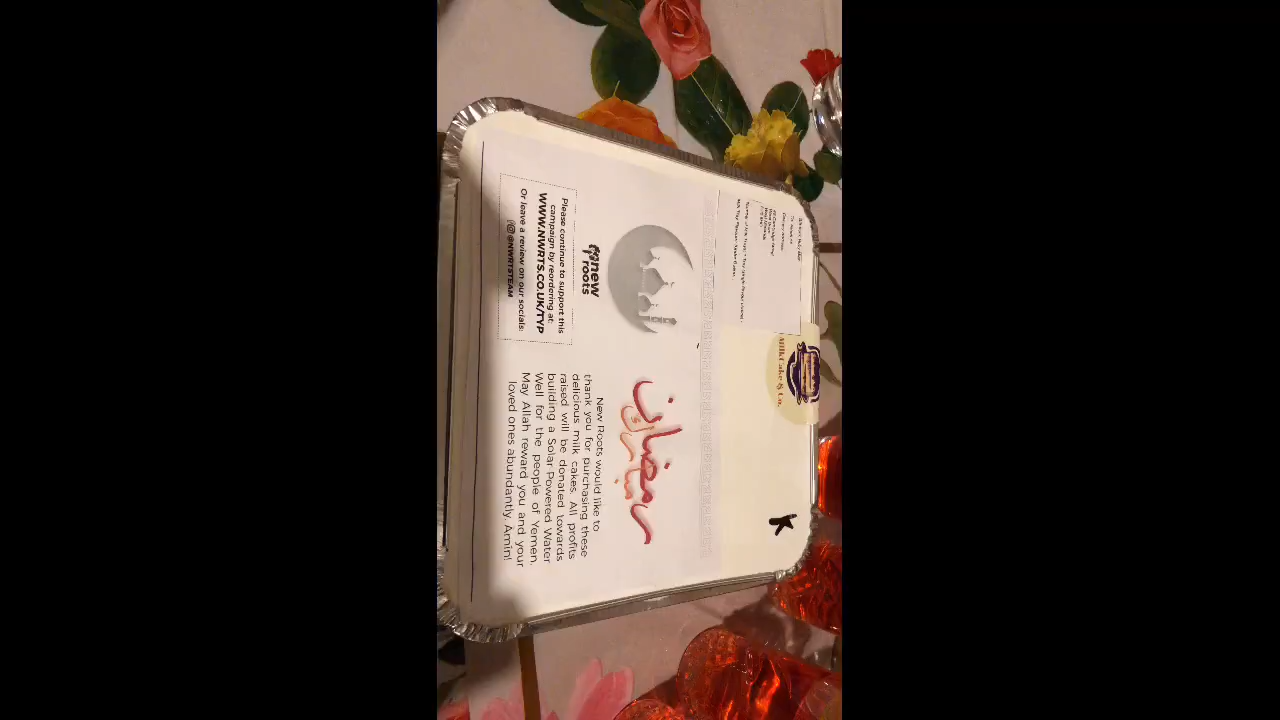 MilkCake & Co.
K
رمضان
مبارك
new
roots
Please continue to support this
campaign by reordering at:
WWW.NWRTS.CO.UK/TYP
Or leave a review on our socials:
@NWRTSTEAM
New Roots would like to
thank you for purchasing these
delicious milk cakes. All profits
raised will be donated towards
building a Solar Powered Water
Well for the people of Yemen.
May Allah reward you and your
loved ones abundantly. Amin!